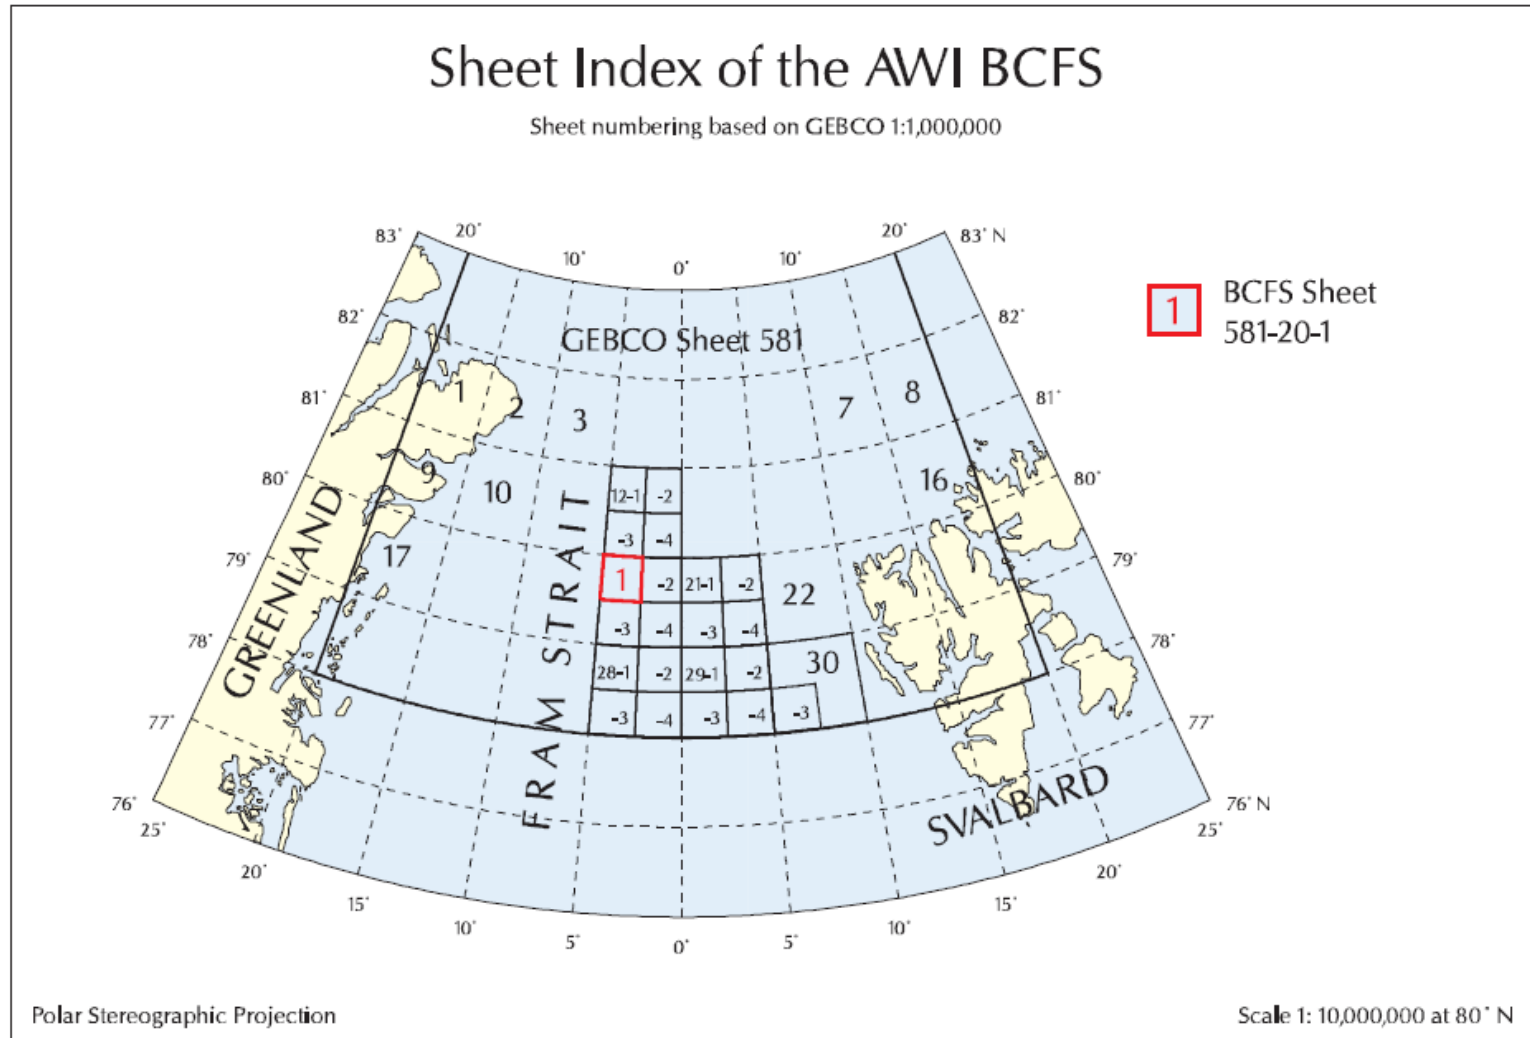 Sheet Index of the AWI BCFS
Sheet numbering based on GEBCO 1:1,000,000
83° 20° 10° 0° 10° 20° 83° N
BCFS Sheet
581-20-1
1
82° 82°
GEBCO Sheet 581
81° 1 2 3 7 8 81°
80° 9 10 16 80°
12-1 -2
-3 -4
79° 17 1 -2 21-1 -2 22 79°
-3 -4 -3 -4
78° 28-1 -2 29-1 -2 30 78°
-3 -4 -3 -4 -3
77° 77°
GREENLAND
FRAM STRAIT
SVALBARD
76° 76° N
25° 20° 15° 10° 5° 0° 5° 10° 15° 20° 25°
Polar Stereographic Projection
Scale 1: 10,000,000 at 80° N